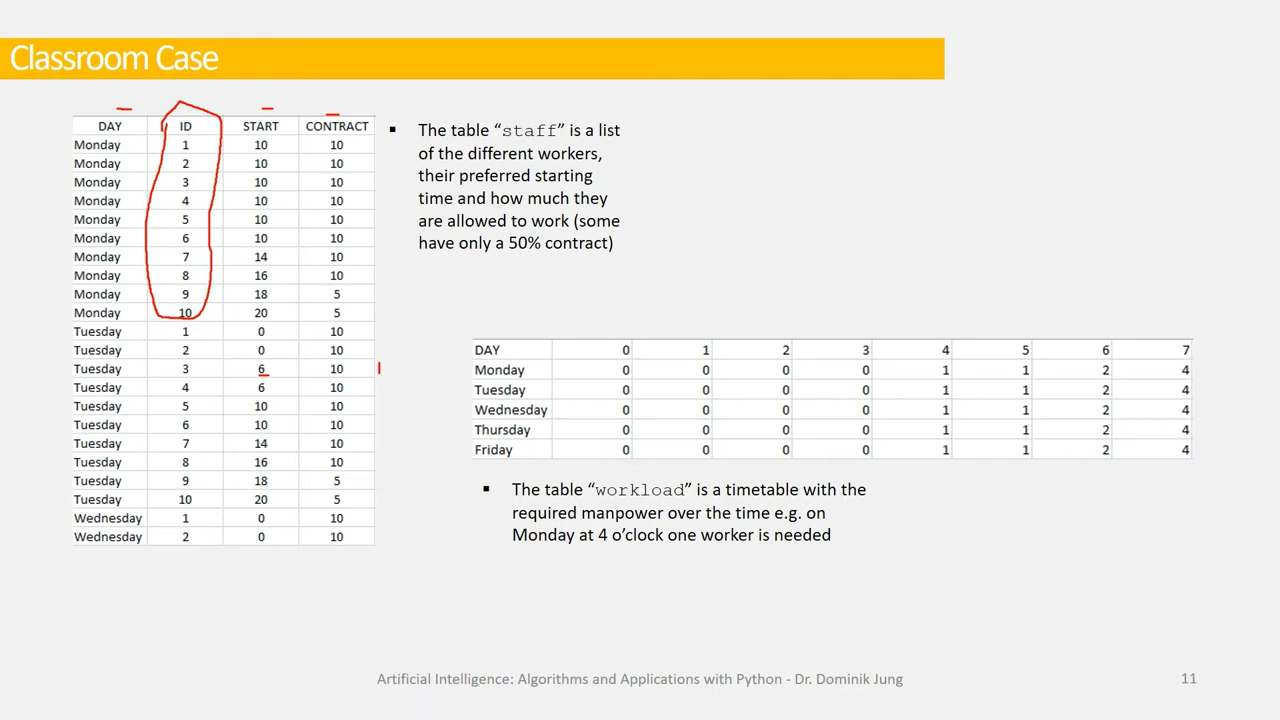 Classroom Case
DAY ID START CONTRACT
Monday 1 10 10
Monday 2 10 10
Monday 3 10 10
Monday 4 10 10
Monday 5 10 10
Monday 6 10 10
Monday 7 14 10
Monday 8 16 10
Monday 9 18 5
Monday 10 20 5
Tuesday 1 0 10
Tuesday 2 0 10
Tuesday 3 6 10
Tuesday 4 6 10
Tuesday 5 10 10
Tuesday 6 10 10
Tuesday 7 14 10
Tuesday 8 16 10
Tuesday 9 18 5
Tuesday 10 20 5
Wednesday 1 0 10
Wednesday 2 0 10
▪ The table “staff” is a list
of the different workers,
their preferred starting
time and how much they
are allowed to work (some
have only a 50% contract)
DAY 0 1 2 3 4 5 6 7
Monday 0 0 0 0 1 1 2 4
Tuesday 0 0 0 0 1 1 2 4
Wednesday 0 0 0 0 1 1 2 4
Thursday 0 0 0 0 1 1 2 4
Friday 0 0 0 0 1 1 2 4
▪ The table “workload” is a timetable with the
required manpower over the time e.g. on
Monday at 4 o’clock one worker is needed
Artificial Intelligence: Algorithms and Applications with Python - Dr. Dominik Jung
11